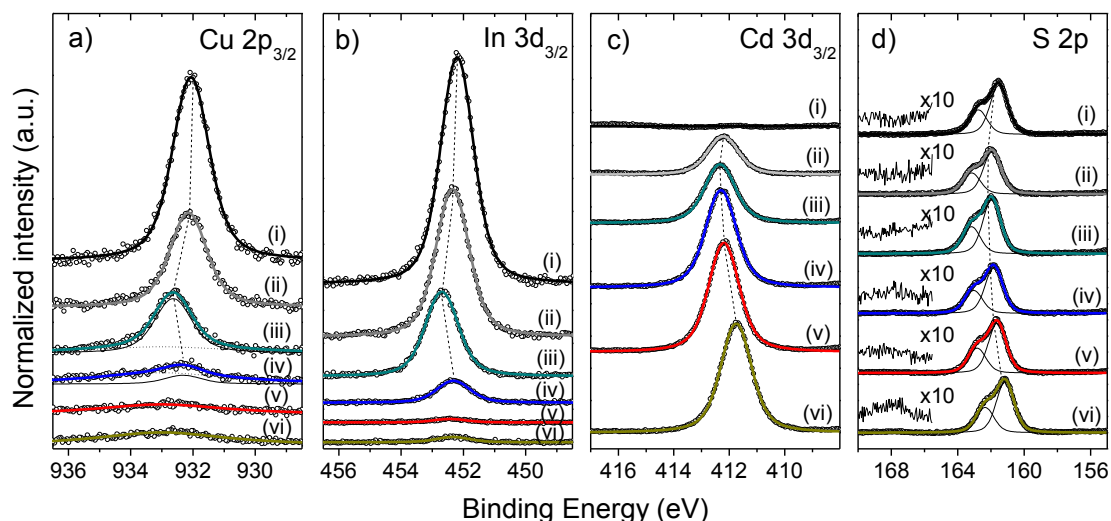 Normalized intensity (a.u.)
a)
Cu 2p3/2
(i)
(ii)
(iii)
(iv)
(v)
(vi)
936
934
932
930
b)
In 3d3/2
(i)
(ii)
(iii)
(iv)
(v)
(vi)
456
454
452
450
c)
Cd 3d3/2
(i)
(ii)
(iii)
(iv)
(v)
(vi)
416
414
412
410
d)
S 2p
x10
(i)
x10
(ii)
x10
(iii)
x10
(iv)
x10
(v)
x10
(vi)
168
164
160
156
Binding Energy (eV)